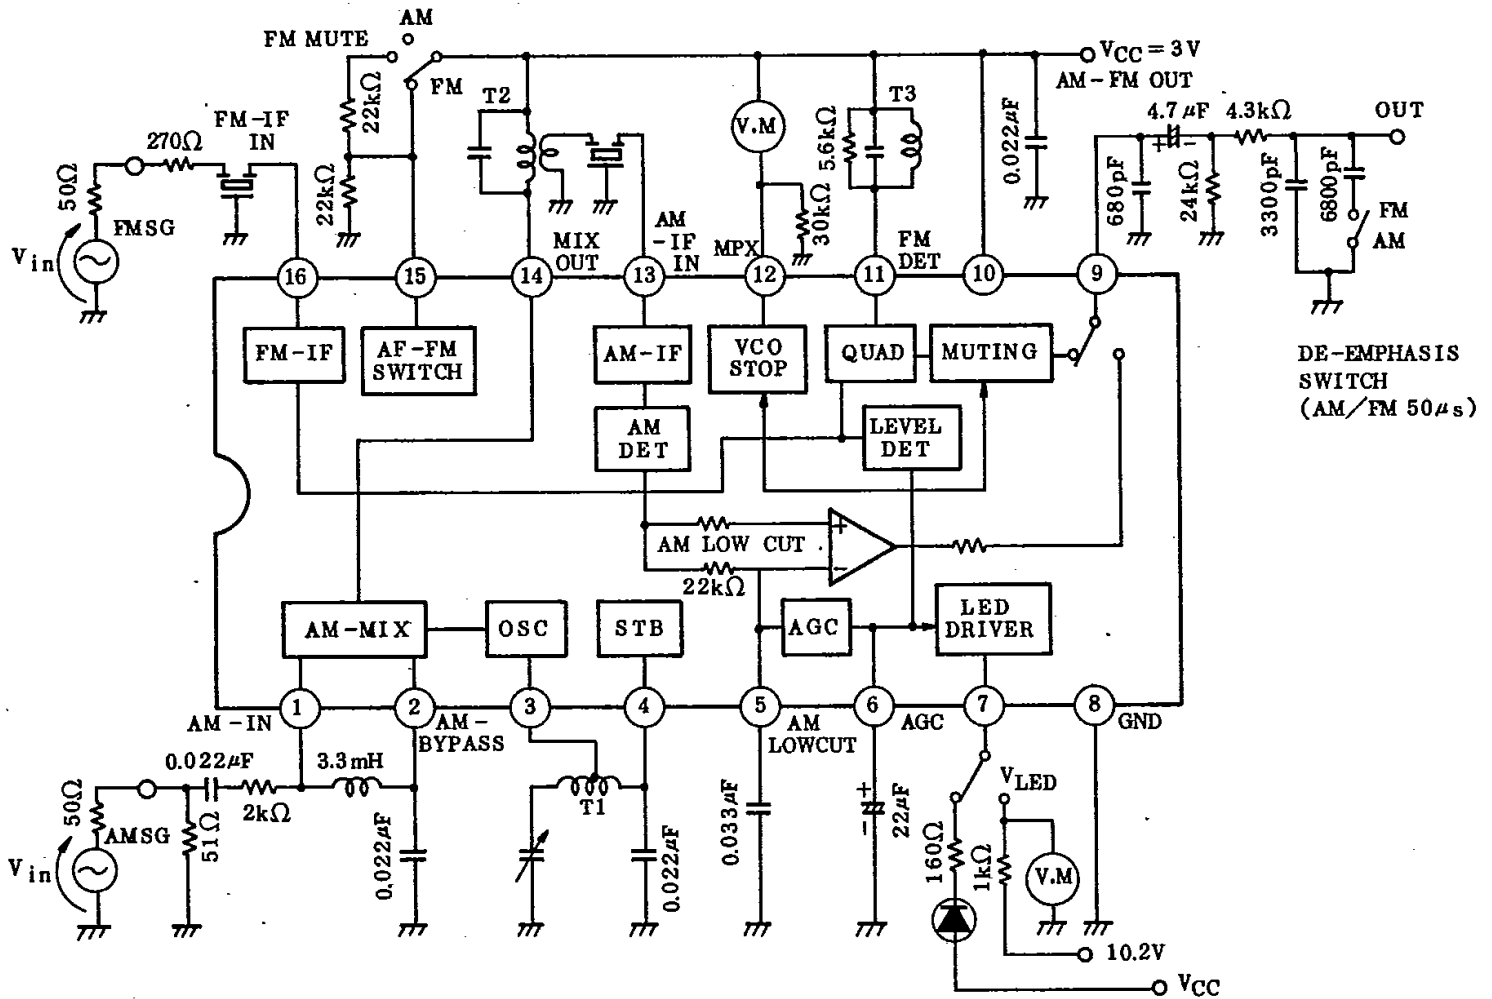 AM
FM MUTE
FM
22kΩ
22kΩ
FM-IF
IN
270Ω
50Ω
FMSG
Vin
T2
V.M
5.6kΩ
T3
0.022μF
VCC=3V
AM-FM OUT
4.7μF
4.3kΩ
OUT
+ -
680pF
24kΩ
3300pF
6800pF
FM
AM
30kΩ
MIX
OUT
AM
-IF
IN
MPX
FM
DET
16
15
14
13
12
11
10
9
FM-IF
AF-FM
SWITCH
AM-IF
VCO
STOP
QUAD
MUTING
DE-EMPHASIS
SWITCH
(AM/FM 50μs)
AM
DET
LEVEL
DET
AM LOW CUT
+
-
22kΩ
AM-MIX
OSC
STB
AGC
LED
DRIVER
1
2
3
4
5
6
7
8
AM-IN
AM-
BYPASS
AM
LOWCUT
AGC
GND
0.022μF
2kΩ
3.3mH
50Ω
AMSG
Vin
51Ω
0.022μF
T1
0.022μF
0.033μF
+
-
22μF
VLED
160Ω
1kΩ
V.M
10.2V
VCC